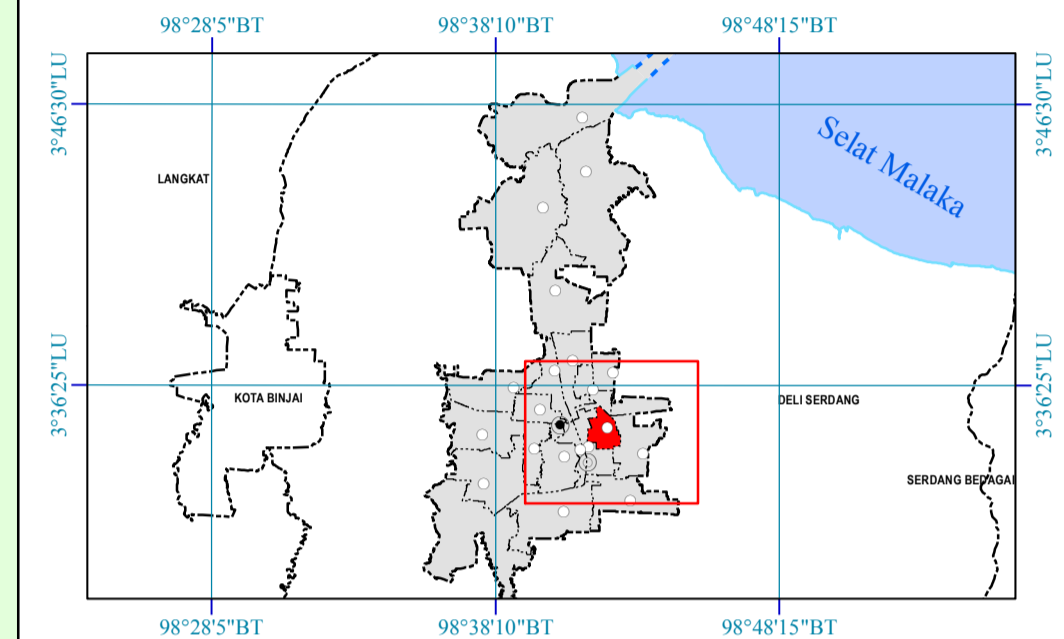 98°28'5"BT 98°38'10"BT 98°48'15"BT
3°46'30"LU 3°46'30"LU
Selat Malaka
LANGKAT
3°36'25"LU 3°36'25"LU
KOTA BINJAI
DELI SERDANG
SERDANG BEDAGAI
98°28'5"BT 98°38'10"BT 98°48'15"BT